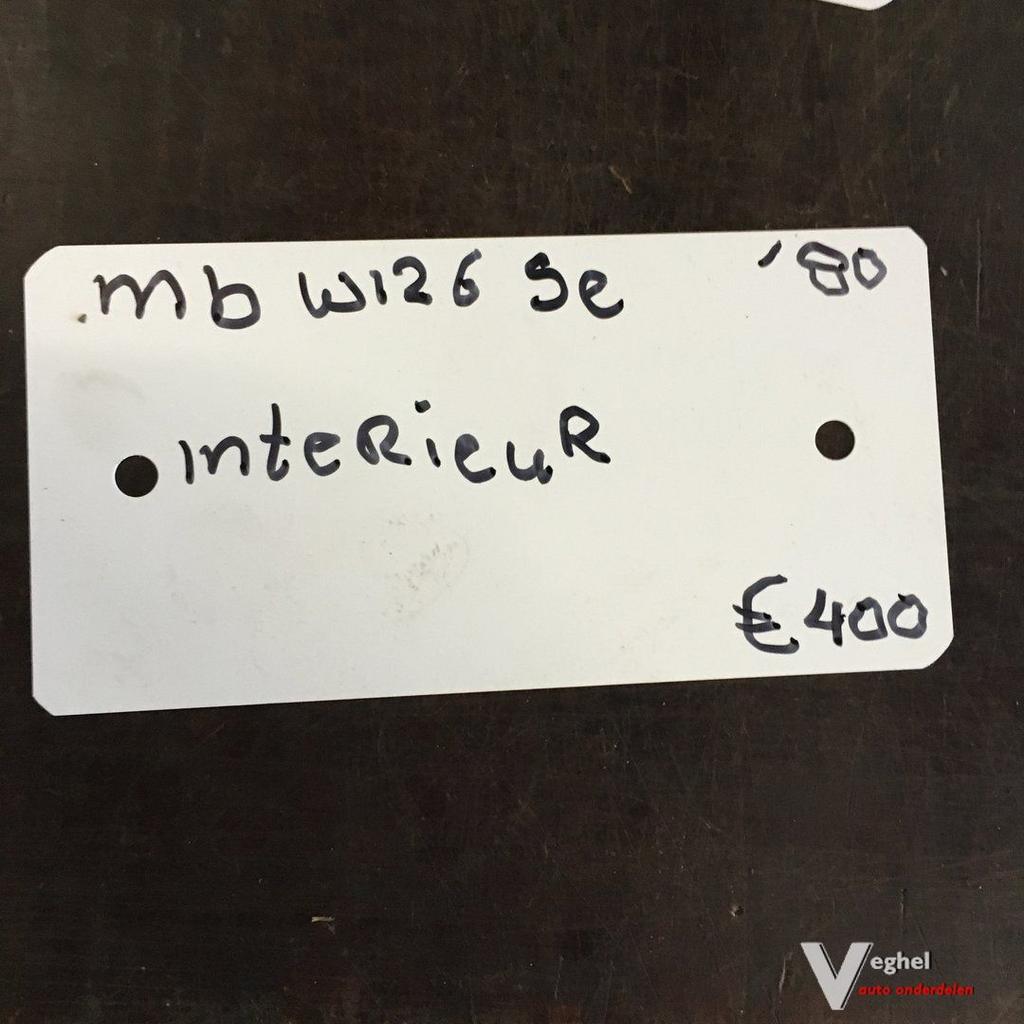 mb W126 Se '80
inteRieuR
€400
Veghel
auto onderdelen